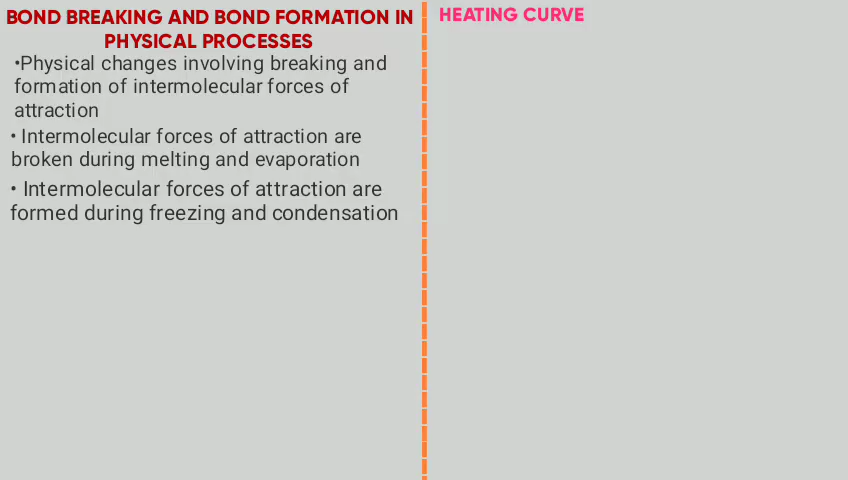 BOND BREAKING AND BOND FORMATION IN
PHYSICAL PROCESSES
•Physical changes involving breaking and
formation of intermolecular forces of
attraction
• Intermolecular forces of attraction are
broken during melting and evaporation
• Intermolecular forces of attraction are
formed during freezing and condensation
HEATING CURVE